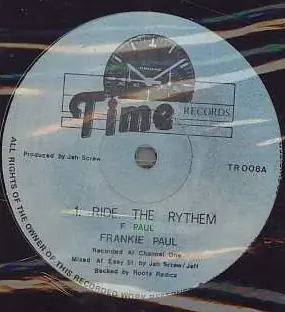 Time
RECORDS
Produced by Jah Screw
TR008A
1. RIDE THE RYTHEM
F. PAUL
FRANKIE PAUL
Recorded At Channel One
Mixed At Easy St. by Jah Screw/Jeff
Backed by Roots Radics
ALL RIGHTS OF THE OWNER OF THIS RECORDED WORK RESERVED